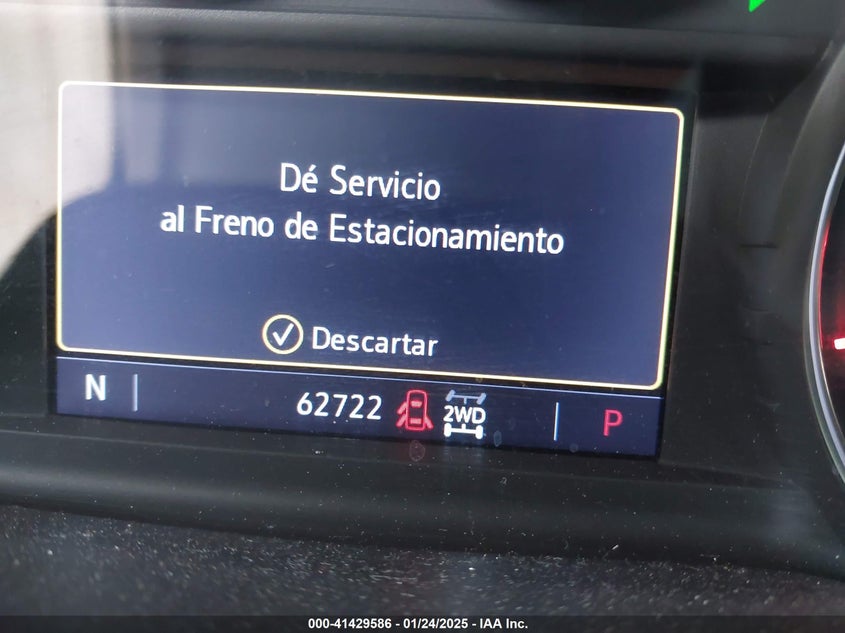 Dé Servicio
al Freno de Estacionamiento
Descartar
N 62722 2WD P
000-41429586 - 01/24/2025 - IAA Inc.